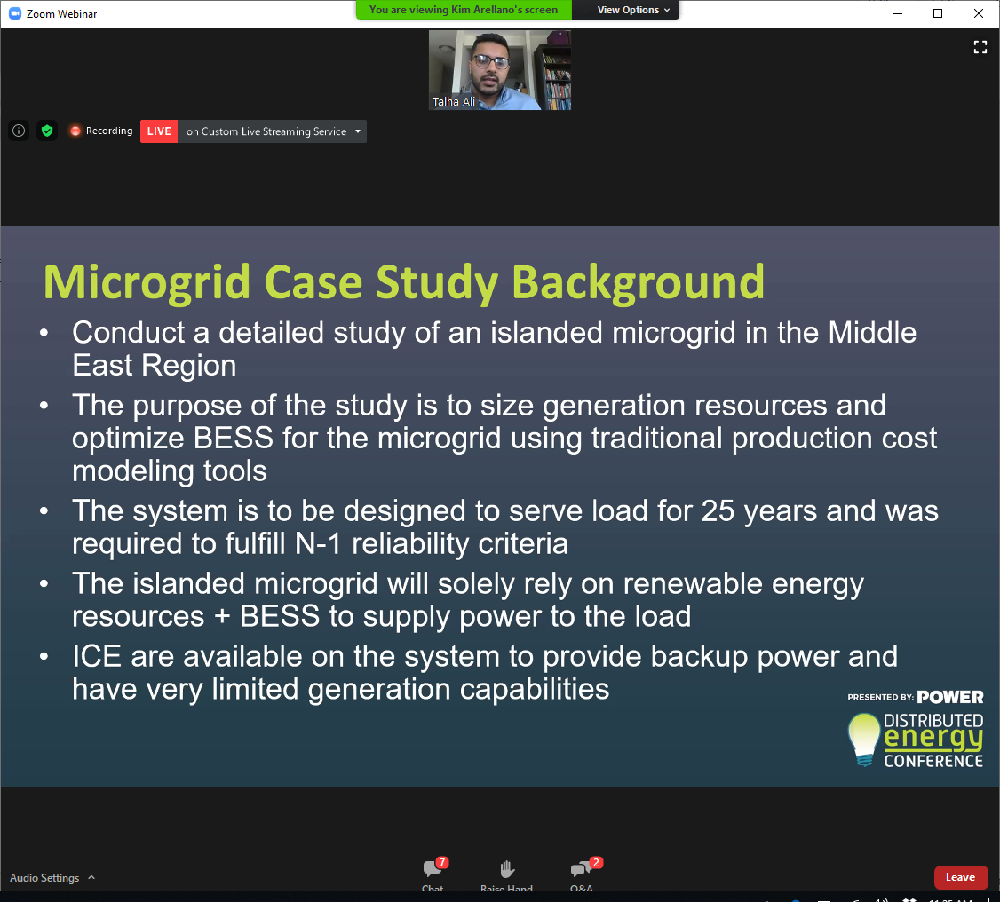 Zoom Webinar
You are viewing Kim Arellano's screen
View Options
Talha Ali
Recording
LIVE
on Custom Live Streaming Service
Microgrid Case Study Background
• Conduct a detailed study of an islanded microgrid in the Middle
East Region
• The purpose of the study is to size generation resources and
optimize BESS for the microgrid using traditional production cost
modeling tools
• The system is to be designed to serve load for 25 years and was
required to fulfill N-1 reliability criteria
• The islanded microgrid will solely rely on renewable energy
resources + BESS to supply power to the load
• ICE are available on the system to provide backup power and
have very limited generation capabilities
PRESENTED BY: POWER
DISTRIBUTED
energy
CONFERENCE
Audio Settings
7
Chat
Raise Hand
2
Q&A
Leave